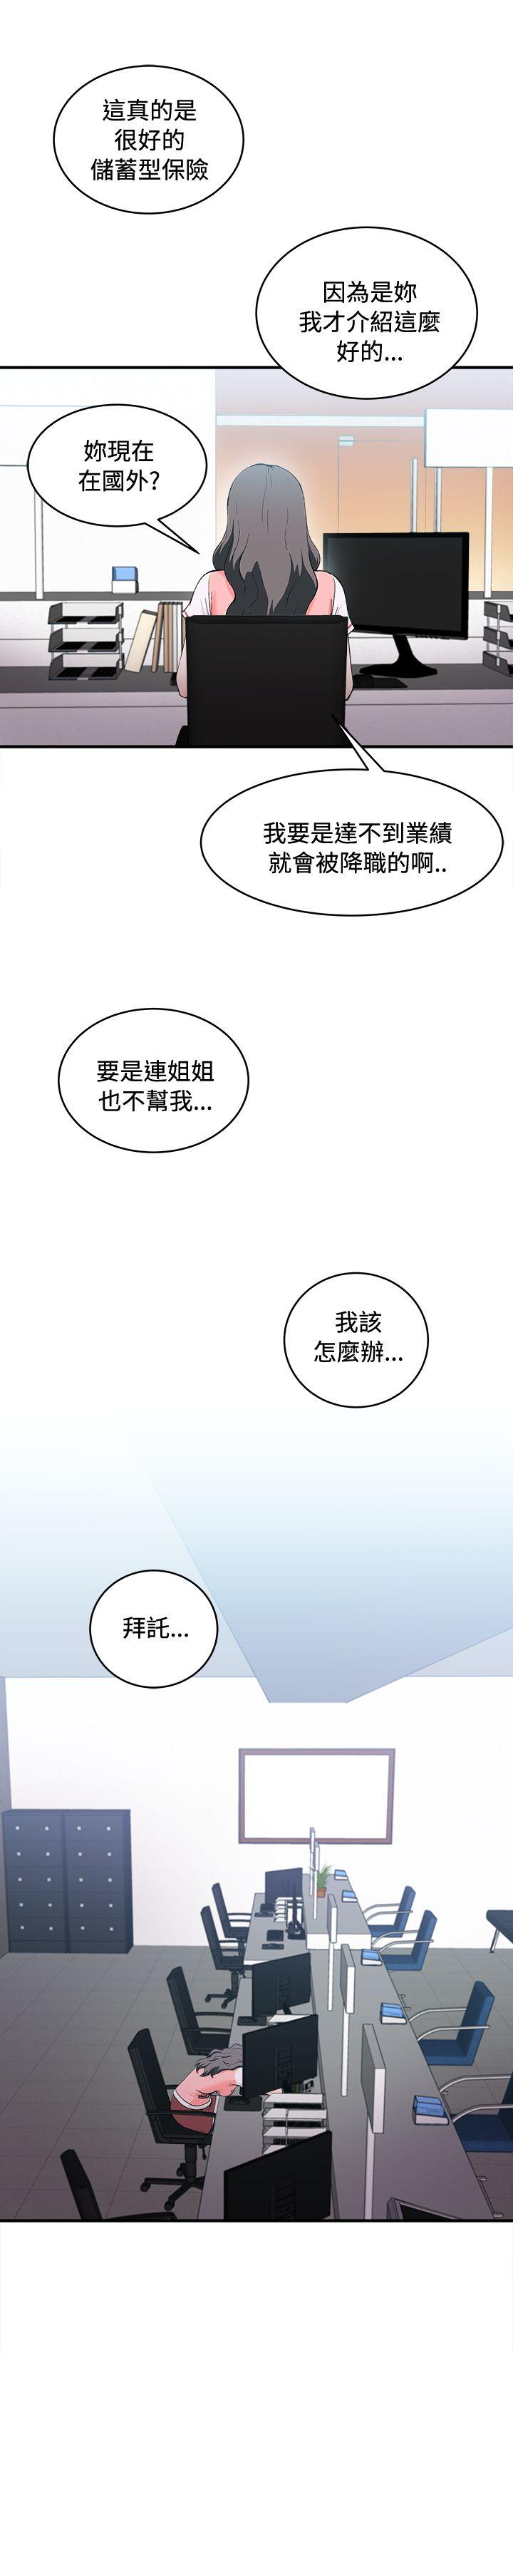 這真的是
很好的
儲蓄型保險
因為是妳
我才介紹這麼
好的...
妳現在
在國外?
我要是達不到業績
就會被降職的啊..
要是連姐姐
也不幫我...
我該
怎麼辦...
拜託...